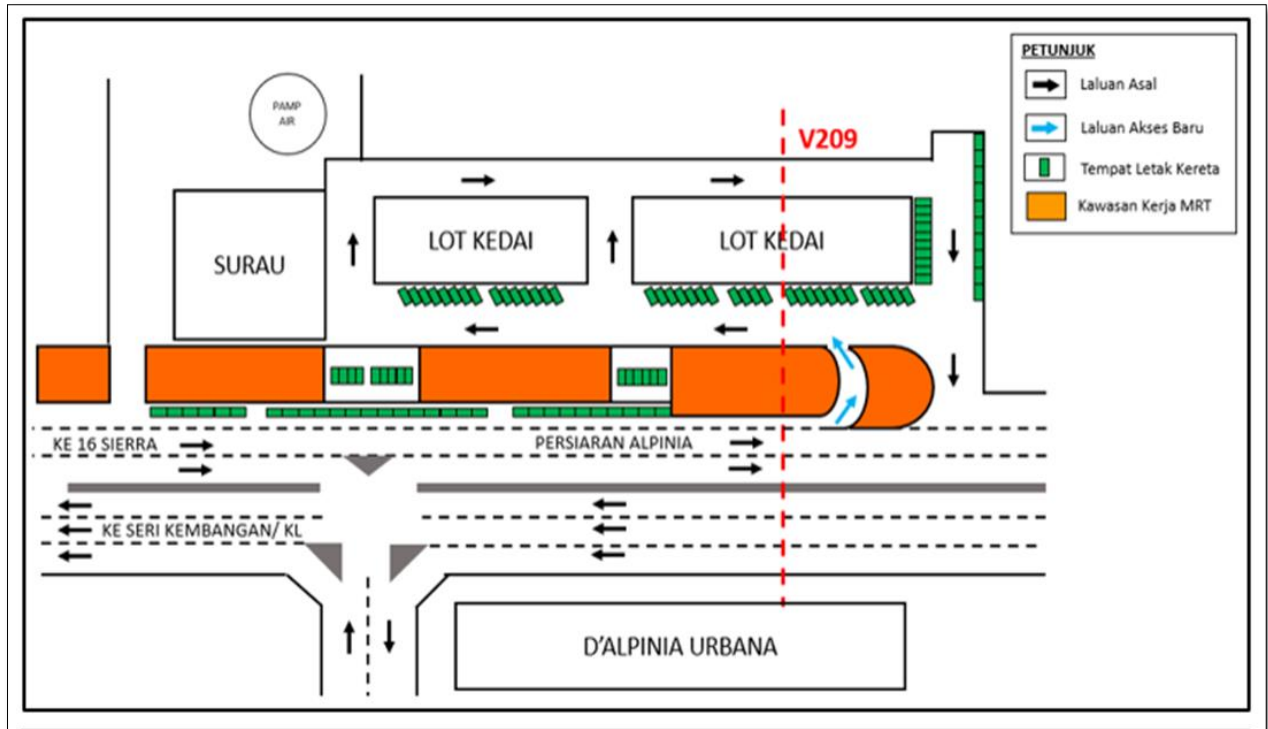 PETUNJUK
Laluan Asal
Laluan Akses Baru
Tempat Letak Kereta
Kawasan Kerja MRT
PAMP
AIR
V209
SURAU
LOT KEDAI
LOT KEDAI
KE 16 SIERRA
PERSIARAN ALPINIA
KE SERI KEMBANGAN/ KL
D'ALPINIA URBANA